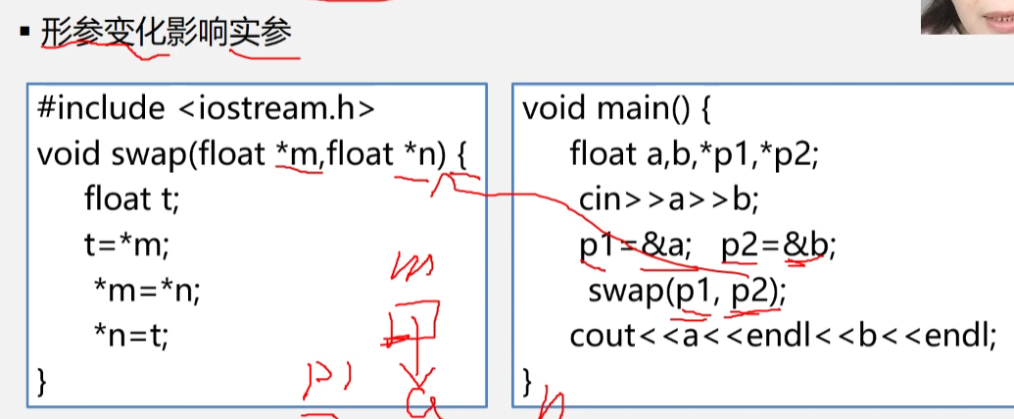 ▪ 形参变化影响实参
#include <iostream.h>
void swap(float *m,float *n) {
float t;
t=*m;
*m=*n;
*n=t;
}
void main() {
float a,b,*p1,*p2;
cin>>a>>b;
p1=&a; p2=&b;
swap(p1, p2);
cout<<a<<endl<<b<<endl;
}
m
p1
a
n